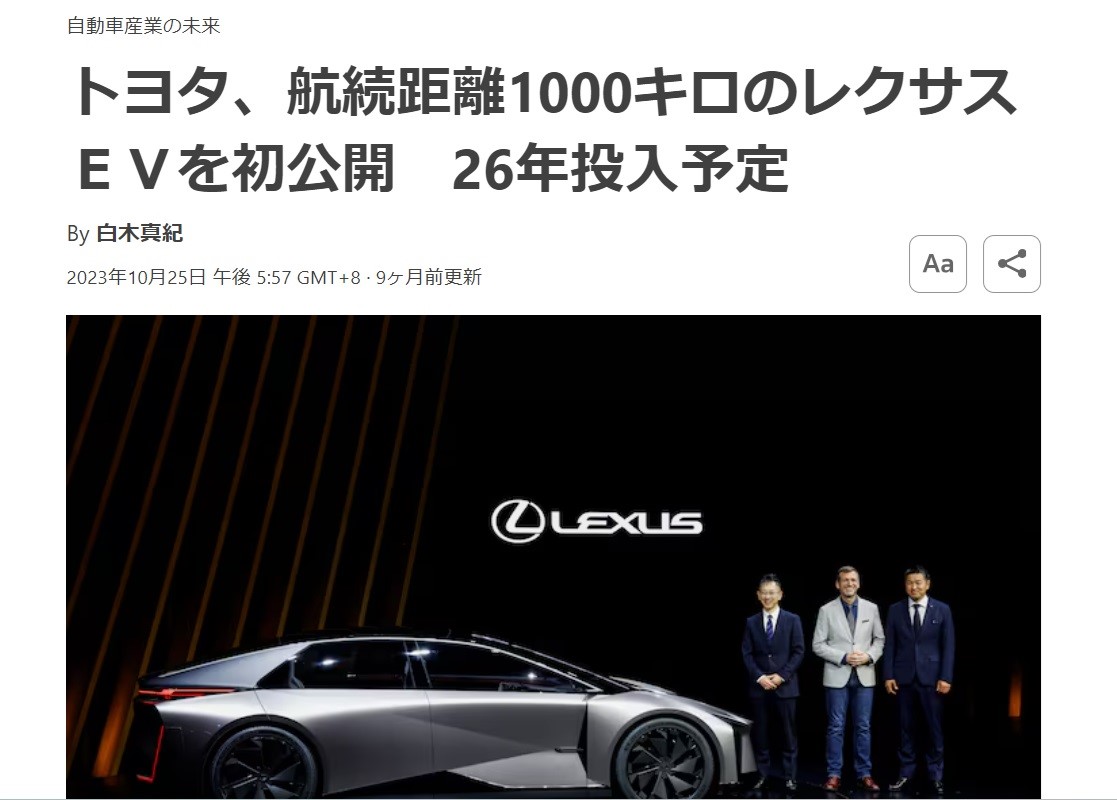 自動車産業の未来
トヨタ、航続距離1000キロのレクサス
ＥＶを初公開　26年投入予定
By 白木真紀
2023年10月25日 午後 5:57 GMT+8 · 9ヶ月前更新
Aa
LEXUS